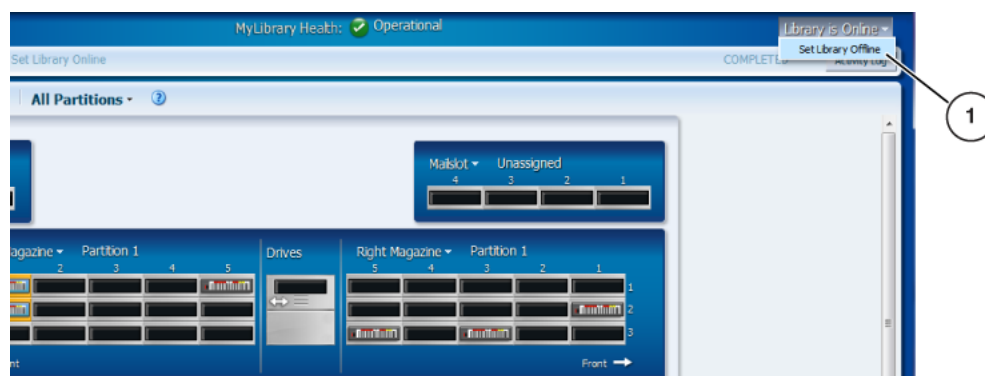 MyLibrary Health: Operational
Library is Online
Set Library Offline
Set Library Online
COMPLETED
Activity Log
1
All Partitions
?
Mailslot Unassigned
4 3 2 1
agazine Partition 1
2 3 4 5
Drives
Right Magazine Partition 1
5 4 3 2 1
1
2
3
nt
Front